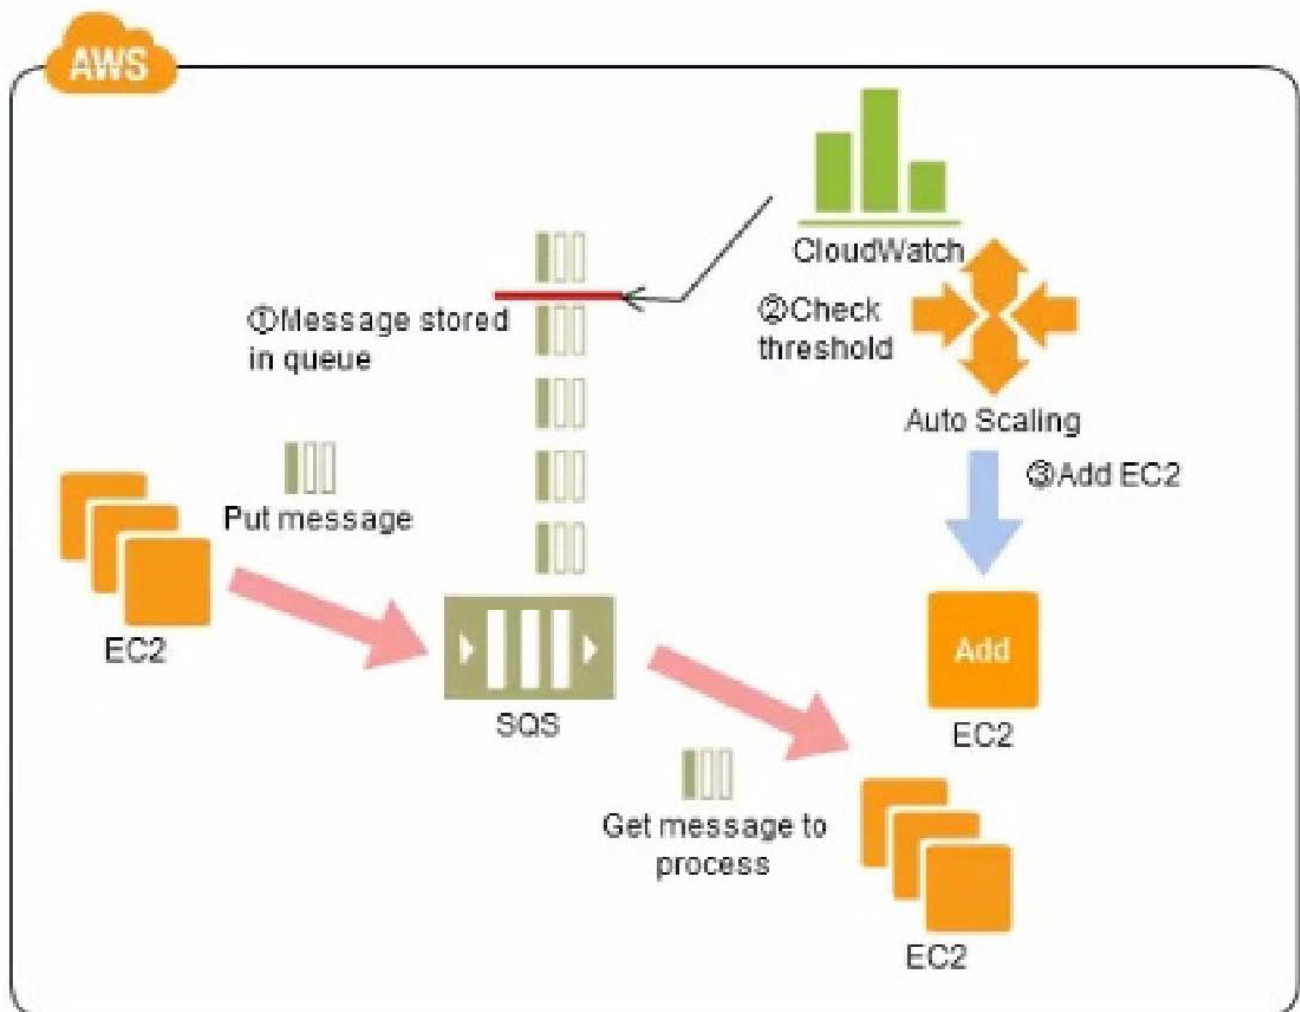 AWS
CloudWatch
①Message stored
in queue
②Check
threshold
Auto Scaling
③Add EC2
Put message
EC2
SQS
Add
EC2
Get message to
process
EC2